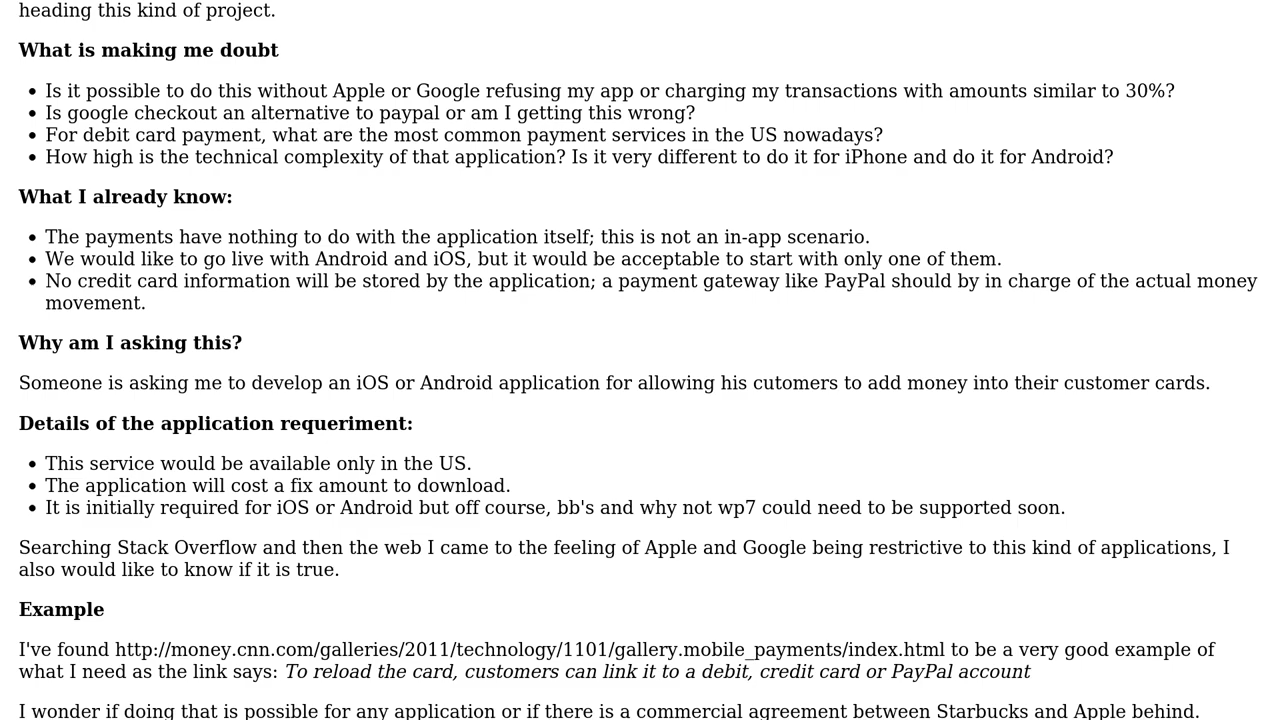 heading this kind of project.
What is making me doubt
• Is it possible to do this without Apple or Google refusing my app or charging my transactions with amounts similar to 30%?
• Is google checkout an alternative to paypal or am I getting this wrong?
• For debit card payment, what are the most common payment services in the US nowadays?
• How high is the technical complexity of that application? Is it very different to do it for iPhone and do it for Android?
What I already know:
• The payments have nothing to do with the application itself; this is not an in-app scenario.
• We would like to go live with Android and iOS, but it would be acceptable to start with only one of them.
• No credit card information will be stored by the application; a payment gateway like PayPal should by in charge of the actual money
movement.
Why am I asking this?
Someone is asking me to develop an iOS or Android application for allowing his cutomers to add money into their customer cards.
Details of the application requeriment:
• This service would be available only in the US.
• The application will cost a fix amount to download.
• It is initially required for iOS or Android but off course, bb's and why not wp7 could need to be supported soon.
Searching Stack Overflow and then the web I came to the feeling of Apple and Google being restrictive to this kind of applications, I
also would like to know if it is true.
Example
I've found http://money.cnn.com/galleries/2011/technology/1101/gallery.mobile_payments/index.html to be a very good example of
what I need as the link says: To reload the card, customers can link it to a debit, credit card or PayPal account
I wonder if doing that is possible for any application or if there is a commercial agreement between Starbucks and Apple behind.